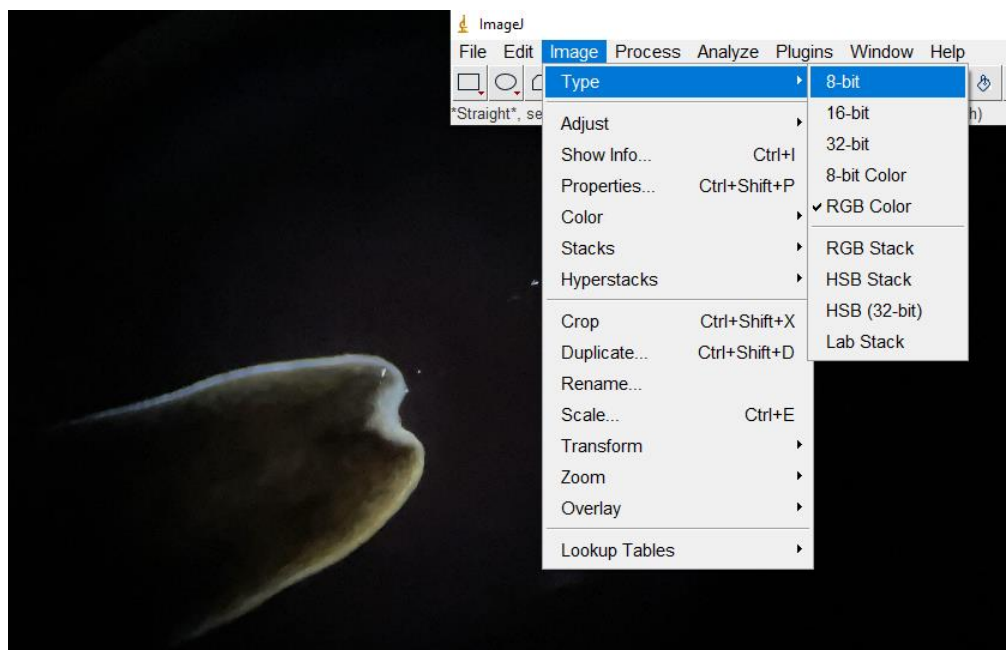 ImageJ
File Edit Image Process Analyze Plugins Window Help
*Straight*, se
h)
Type
Adjust
Show Info... Ctrl+I
Properties... Ctrl+Shift+P
Color
Stacks
Hyperstacks
Crop Ctrl+Shift+X
Duplicate... Ctrl+Shift+D
Rename...
Scale... Ctrl+E
Transform
Zoom
Overlay
Lookup Tables
8-bit
16-bit
32-bit
8-bit Color
RGB Color
RGB Stack
HSB Stack
HSB (32-bit)
Lab Stack